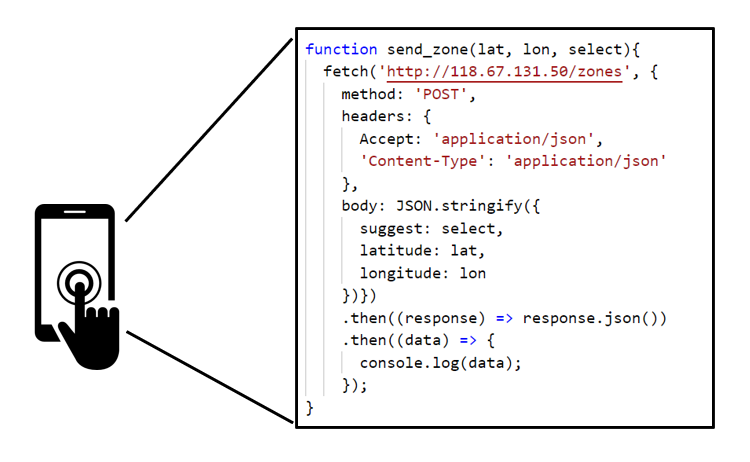 function send_zone(lat, lon, select){
fetch('http://118.67.131.50/zones', {
method: 'POST',
headers: {
Accept: 'application/json',
'Content-Type': 'application/json'
},
body: JSON.stringify({
suggest: select,
latitude: lat,
longitude: lon
})})
.then((response) => response.json())
.then((data) => {
console.log(data);
});
}